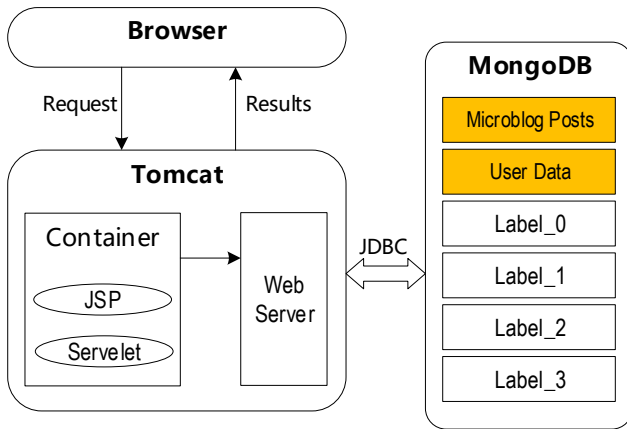 Browser
Request
Results
Tomcat
Container
JSP
Servelet
Web
Server
JDBC
MongoDB
Microblog Posts
User Data
Label_0
Label_1
Label_2
Label_3